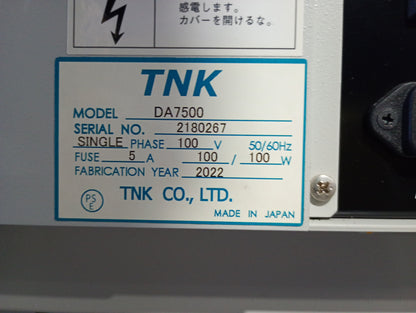 感電します。
カバーを開けるな。
TNK
MODEL DA7500
SERIAL NO. 2180267
SINGLE PHASE 100 V 50/60Hz
FUSE 5 A 100 / 100 W
FABRICATION YEAR 2022
PS
E
TNK CO., LTD.
MADE IN JAPAN